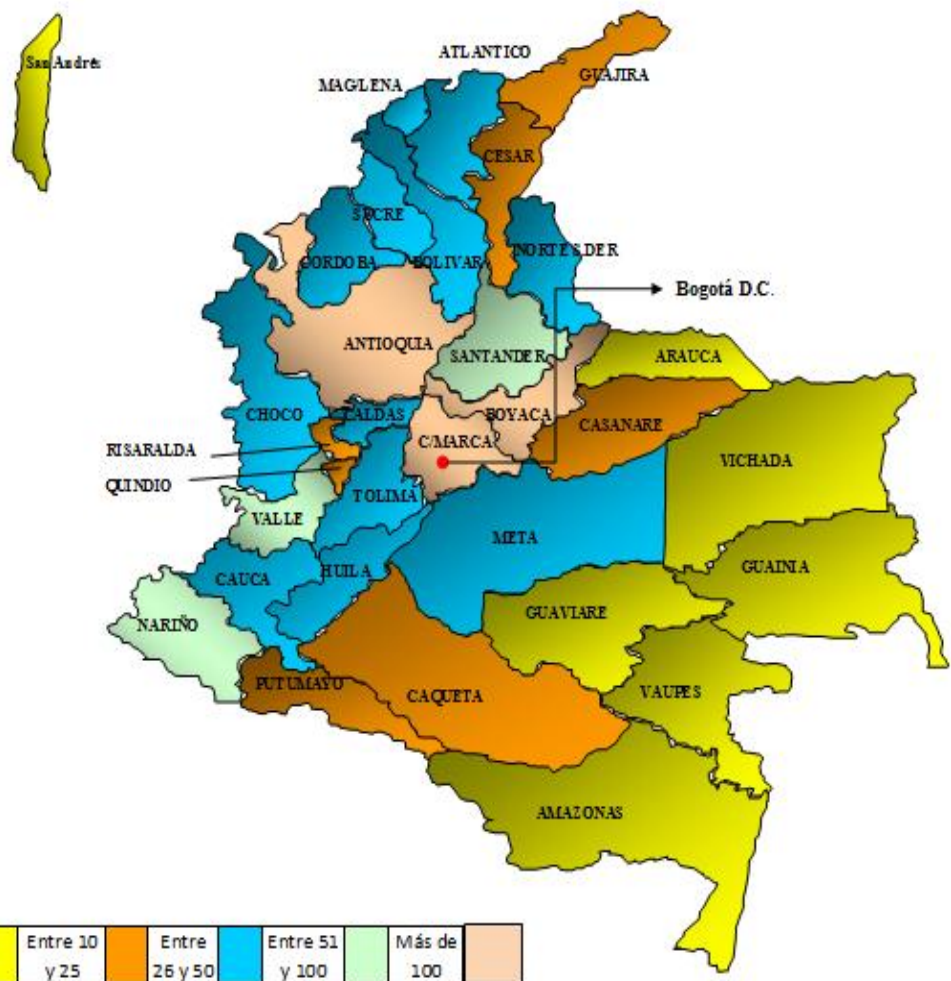 San Andrés
ATLANTICO
MAGLENA
GUAJIRA
CESAR
SUCRE
CORDOBA
BOLIVAR
NORTE S.DER
Bogotá D.C.
ANTIOQUIA
SANTANDER
ARAUCA
CHOCO
CALDAS
BOYACA
CASANARE
C/MARCA
RISARALDA
VICHADA
QUINDIO
TOLIMA
VALLE
META
GUAINIA
CAUCA
HUILA
GUAVIARE
NARIÑO
PUTUMAYO
CAQUETA
VAUPES
AMAZONAS
Entre 10
y 25
Entre
26 y 50
Entre 51
y 100
Más de
100